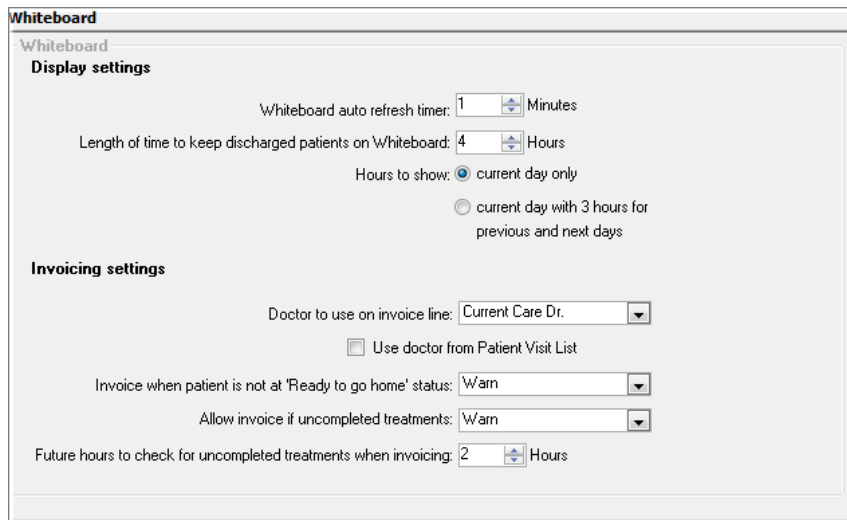 Whiteboard
Whiteboard
Display settings
Whiteboard auto refresh timer: 1 Minutes
Length of time to keep discharged patients on Whiteboard: 4 Hours
Hours to show: current day only
current day with 3 hours for
previous and next days
Invoicing settings
Doctor to use on invoice line: Current Care Dr.
Use doctor from Patient Visit List
Invoice when patient is not at 'Ready to go home' status: Warn
Allow invoice if uncompleted treatments: Warn
Future hours to check for uncompleted treatments when invoicing: 2 Hours